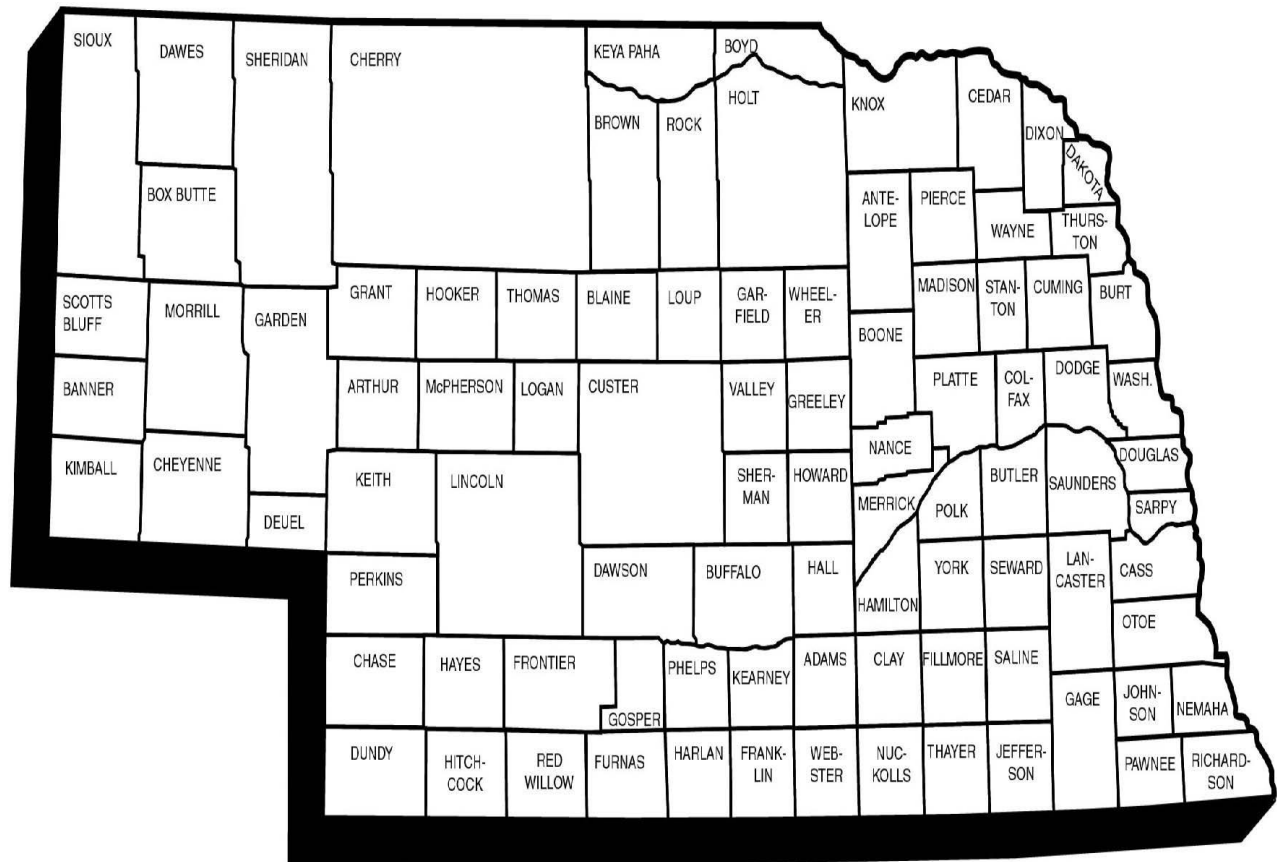 SIOUX
DAWES
SHERIDAN
CHERRY
KEYA PAHA
BOYD
HOLT
BROWN
ROCK
KNOX
CEDAR
DIXON
DAKOTA
BOX BUTTE
ANTE-
LOPE
PIERCE
WAYNE
THURS-
TON
SCOTTS
BLUFF
MORRILL
GARDEN
GRANT
HOOKER
THOMAS
BLAINE
LOUP
GAR-
FIELD
WHEEL-
ER
BOONE
MADISON
STAN-
TON
CUMING
BURT
BANNER
ARTHUR
McPHERSON
LOGAN
CUSTER
VALLEY
GREELEY
PLATTE
COL-
FAX
DODGE
WASH.
NANCE
KIMBALL
CHEYENNE
DEUEL
KEITH
LINCOLN
SHER-
MAN
HOWARD
MERRICK
POLK
BUTLER
SAUNDERS
DOUGLAS
SARPY
PERKINS
DAWSON
BUFFALO
HALL
HAMILTON
YORK
SEWARD
LAN-
CASTER
CASS
OTOE
CHASE
HAYES
FRONTIER
GOSPER
PHELPS
KEARNEY
ADAMS
CLAY
FILLMORE
SALINE
GAGE
JOHN-
SON
NEMAHA
DUNDY
HITCH-
COCK
RED
WILLOW
FURNAS
HARLAN
FRANK-
LIN
WEB-
STER
NUC-
KOLLS
THAYER
JEFFER-
SON
PAWNEE
RICHARD-
SON